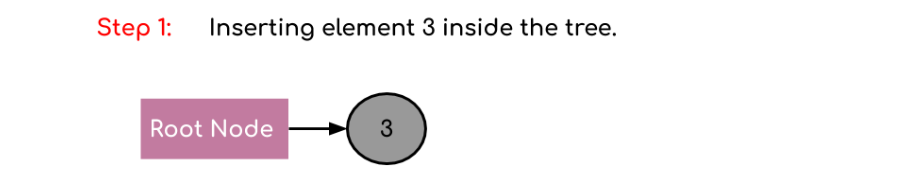 Step 1: Inserting element 3 inside the tree.
Root Node 3